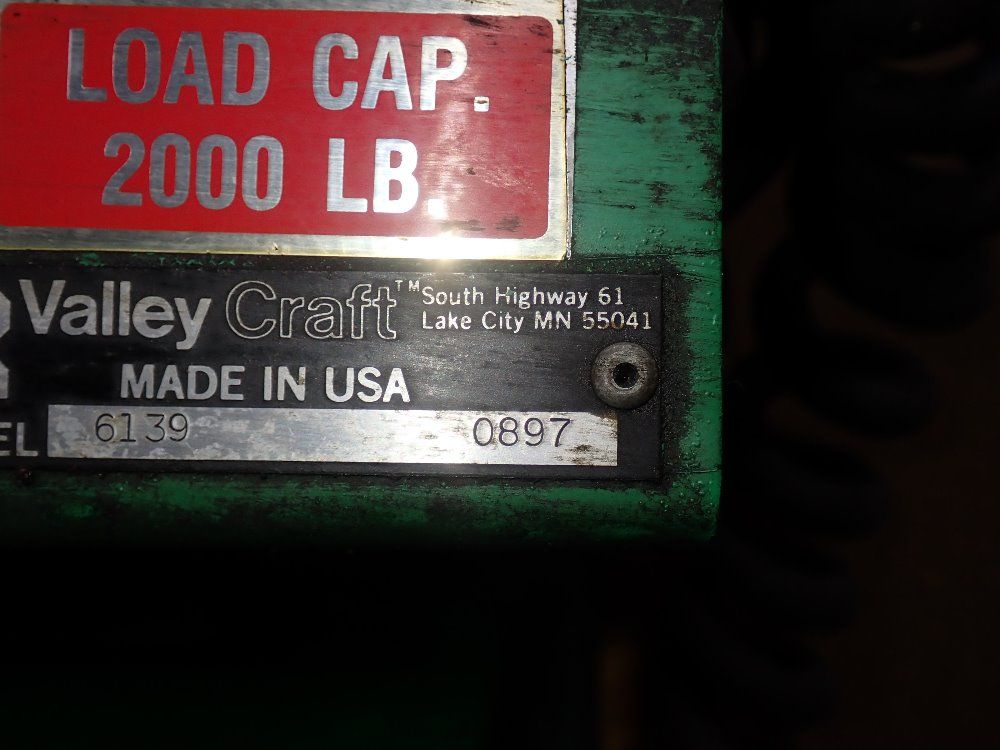 LOAD CAP.
2000 LB.
Valley Craft™
South Highway 61
Lake City MN 55041
MADE IN USA
EL 6139 0897